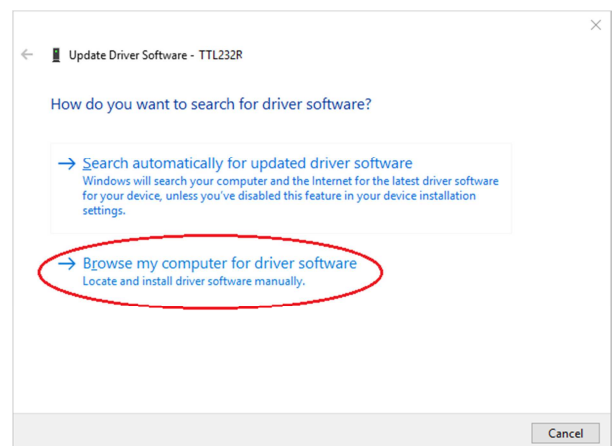 Update Driver Software - TTL232R
How do you want to search for driver software?
Search automatically for updated driver software
Windows will search your computer and the Internet for the latest driver software
for your device, unless you've disabled this feature in your device installation
settings.
Browse my computer for driver software
Locate and install driver software manually.
Cancel